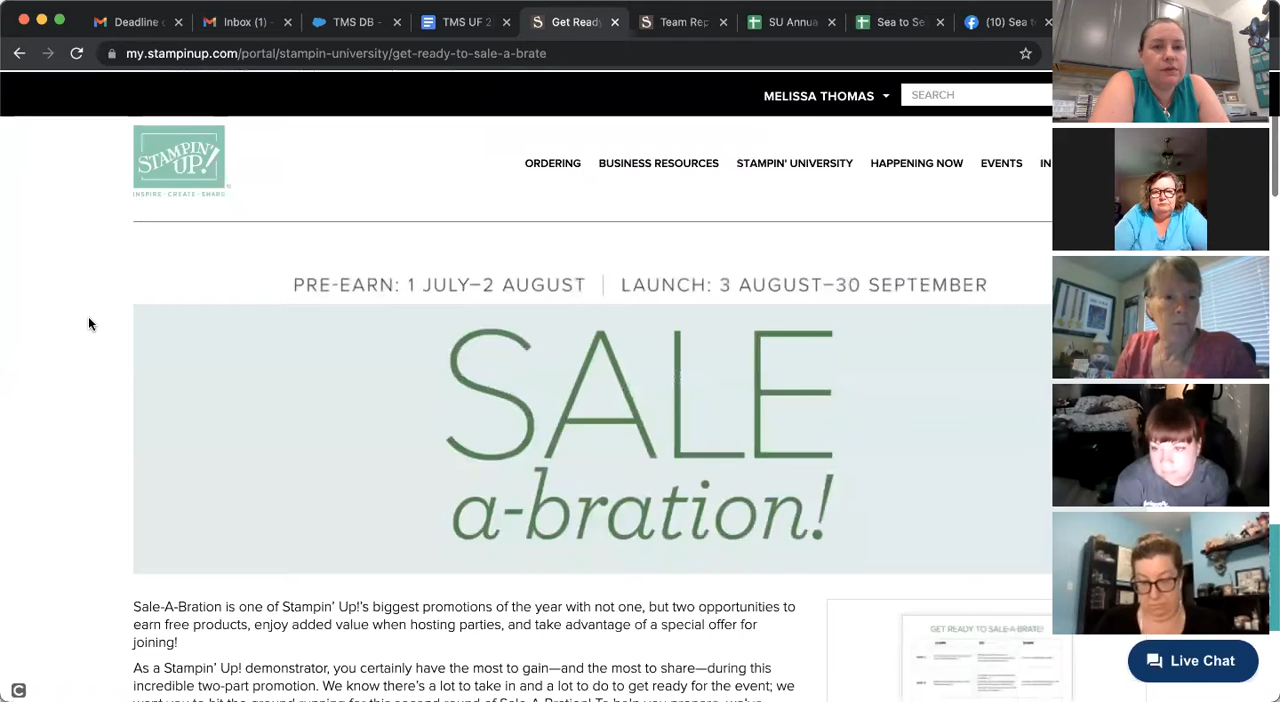 Deadline
Inbox (1)
TMS DB -
TMS UF 2
Get Ready
Team Rep
SU Annua
Sea to Se
(10) Sea t
my.stampinup.com/portal/stampin-university/get-ready-to-sale-a-brate
MELISSA THOMAS
SEARCH
STAMPIN' UP!
INSPIRE · CREATE · SHARE
ORDERING
BUSINESS RESOURCES
STAMPIN' UNIVERSITY
HAPPENING NOW
EVENTS
IN
PRE-EARN: 1 JULY–2 AUGUST | LAUNCH: 3 AUGUST–30 SEPTEMBER
SALE
a-bration!
Sale-A-Bration is one of Stampin' Up!'s biggest promotions of the year with not one, but two opportunities to
earn free products, enjoy added value when hosting parties, and take advantage of a special offer for
joining!
As a Stampin' Up! demonstrator, you certainly have the most to gain—and the most to share—during this
incredible two-part promotion. We know there's a lot to take in and a lot to do to get ready for the event; we
GET READY TO SALE-A-BRATE!
Live Chat